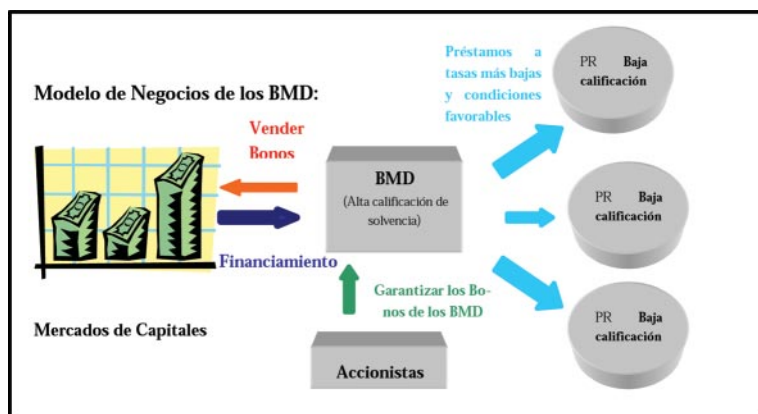 Modelo de Negocios de los BMD:
Vender
Bonos
Financiamiento
Mercados de Capitales
BMD
(Alta calificación de
solvencia)
Garantizar los Bo-
nos de los BMD
Accionistas
Préstamos a
tasas más bajas
y condiciones
favorables
PR Baja
calificación
PR Baja
calificación
PR Baja
calificación